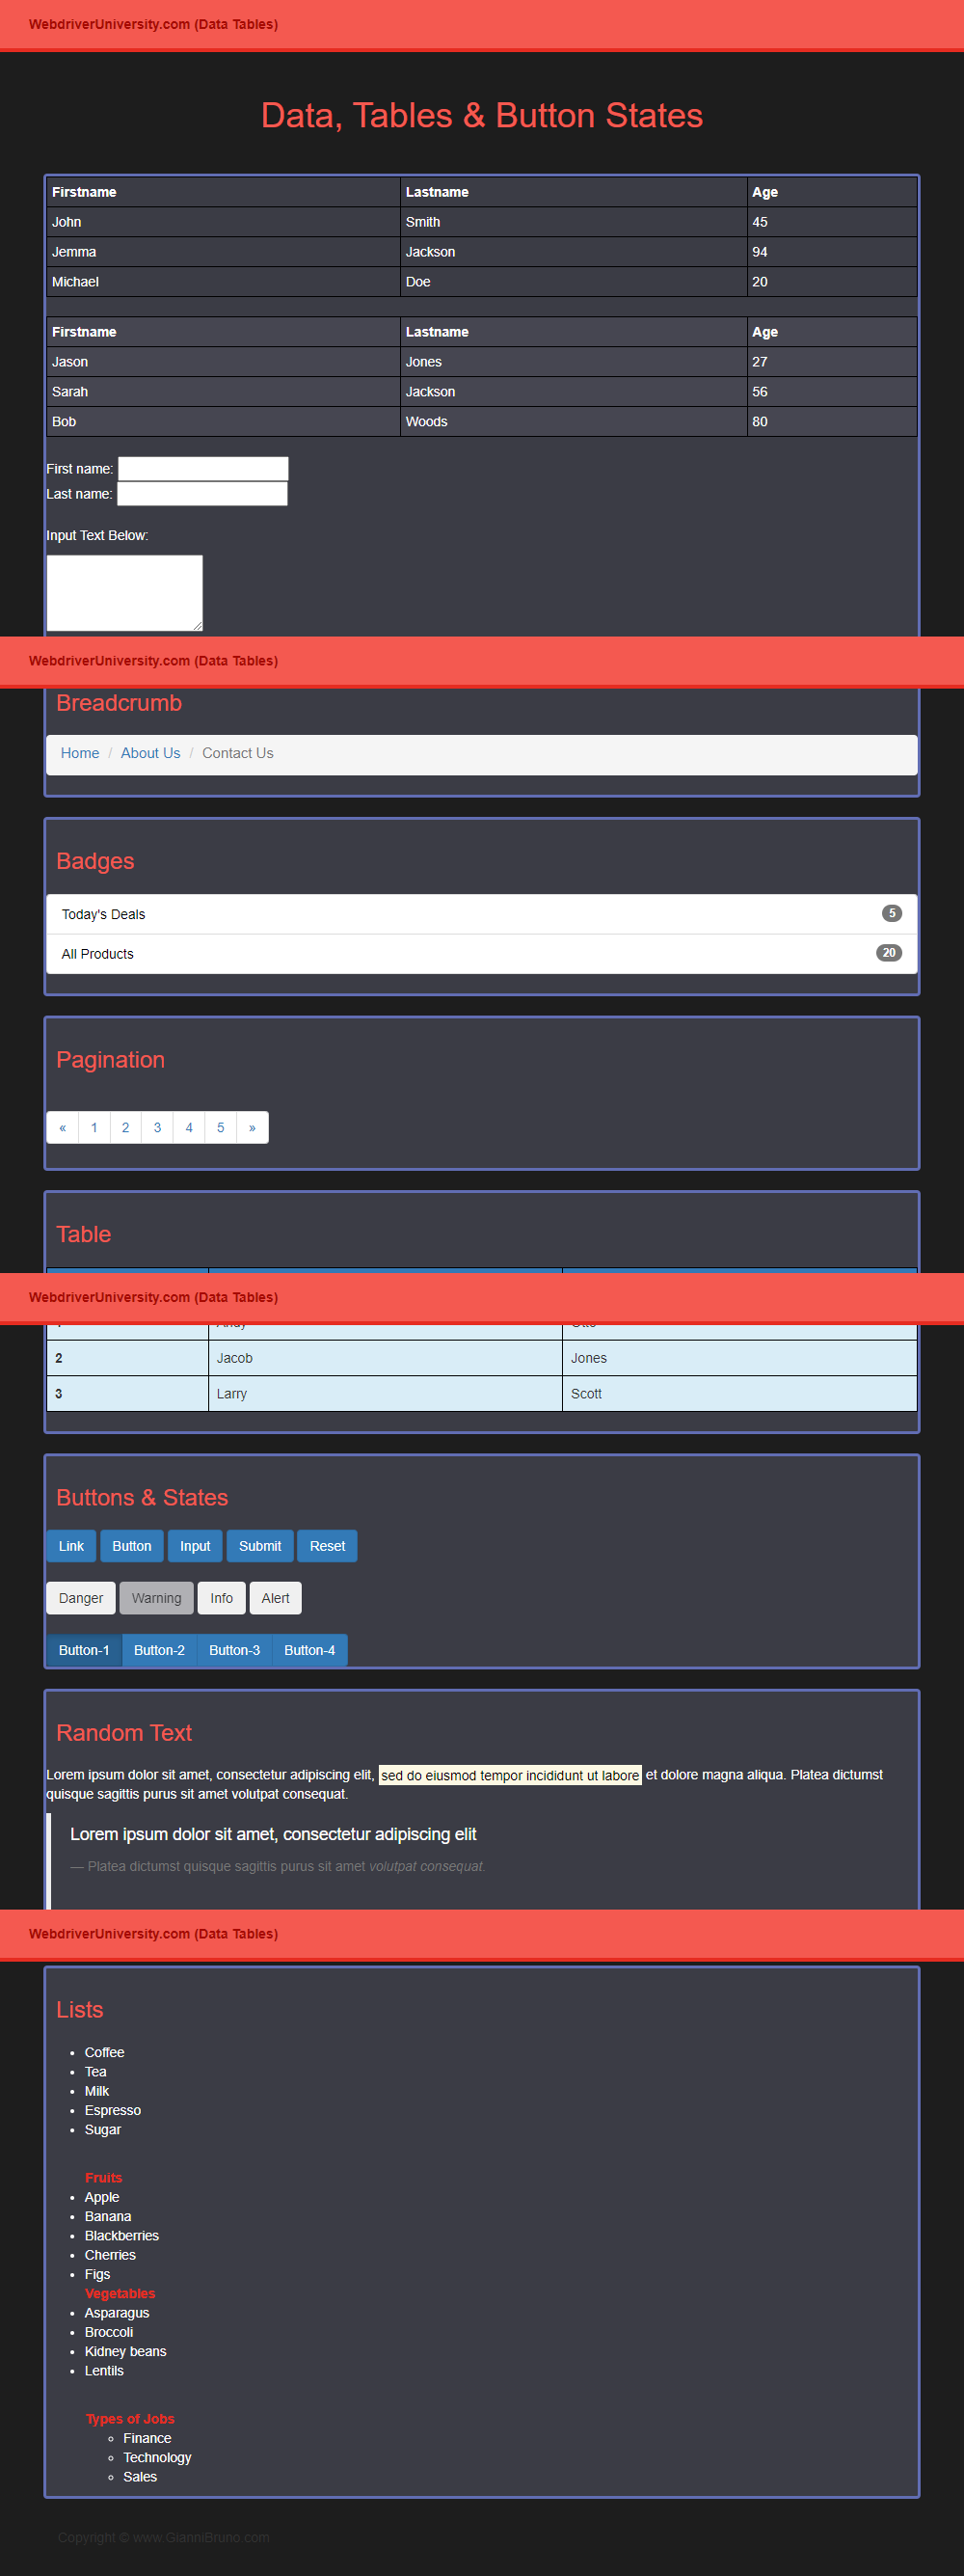 WebdriverUniversity.com (Data Tables)
Data, Tables & Button States
Firstname Lastname Age
John Smith 45
Jemma Jackson 94
Michael Doe 20
Firstname Lastname Age
Jason Jones 27
Sarah Jackson 56
Bob Woods 80
First name:
Last name:
Input Text Below:
WebdriverUniversity.com (Data Tables)
Breadcrumb
Home / About Us / Contact Us
Badges
Today's Deals 5
All Products 20
Pagination
« 1 2 3 4 5 »
Table
WebdriverUniversity.com (Data Tables)
2 Jacob Jones
3 Larry Scott
Buttons & States
Link Button Input Submit Reset
Danger Warning Info Alert
Button-1 Button-2 Button-3 Button-4
Random Text
Lorem ipsum dolor sit amet, consectetur adipiscing elit, sed do eiusmod tempor incididunt ut labore et dolore magna aliqua. Platea dictumst
quisque sagittis purus sit amet volutpat consequat.
Lorem ipsum dolor sit amet, consectetur adipiscing elit
— Platea dictumst quisque sagittis purus sit amet volutpat consequat.
WebdriverUniversity.com (Data Tables)
Lists
• Coffee
• Tea
• Milk
• Espresso
• Sugar
Fruits
• Apple
• Banana
• Blackberries
• Cherries
• Figs
Vegetables
• Asparagus
• Broccoli
• Kidney beans
• Lentils
Types of Jobs
◦ Finance
◦ Technology
◦ Sales
Copyright © www.GianniBruno.com